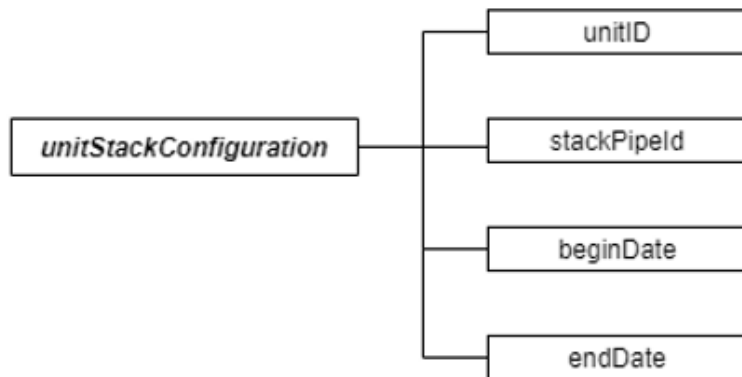 unitStackConfiguration
unitID
stackPipeId
beginDate
endDate